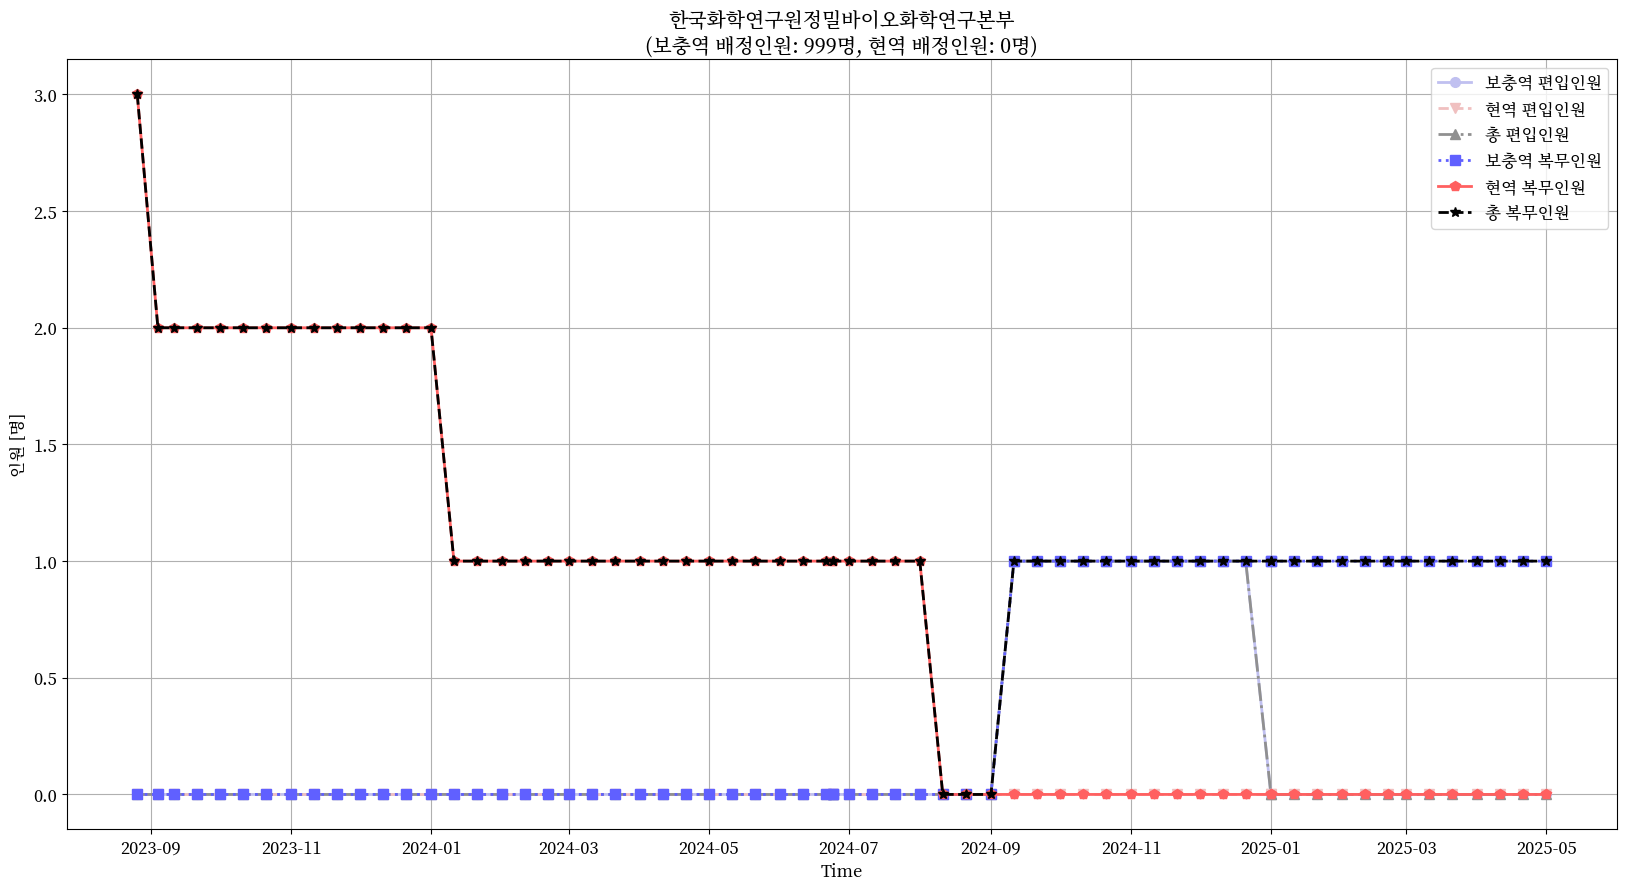 한국화학연구원정밀바이오화학연구본부
(보충역 배정인원: 999명, 현역 배정인원: 0명)
보충역 편입인원
현역 편입인원
총 편입인원
보충역 복무인원
현역 복무인원
총 복무인원
인원 [명]
3.0
2.5
2.0
1.5
1.0
0.5
0.0
2023-09
2023-11
2024-01
2024-03
2024-05
2024-07
2024-09
2024-11
2025-01
2025-03
2025-05
Time